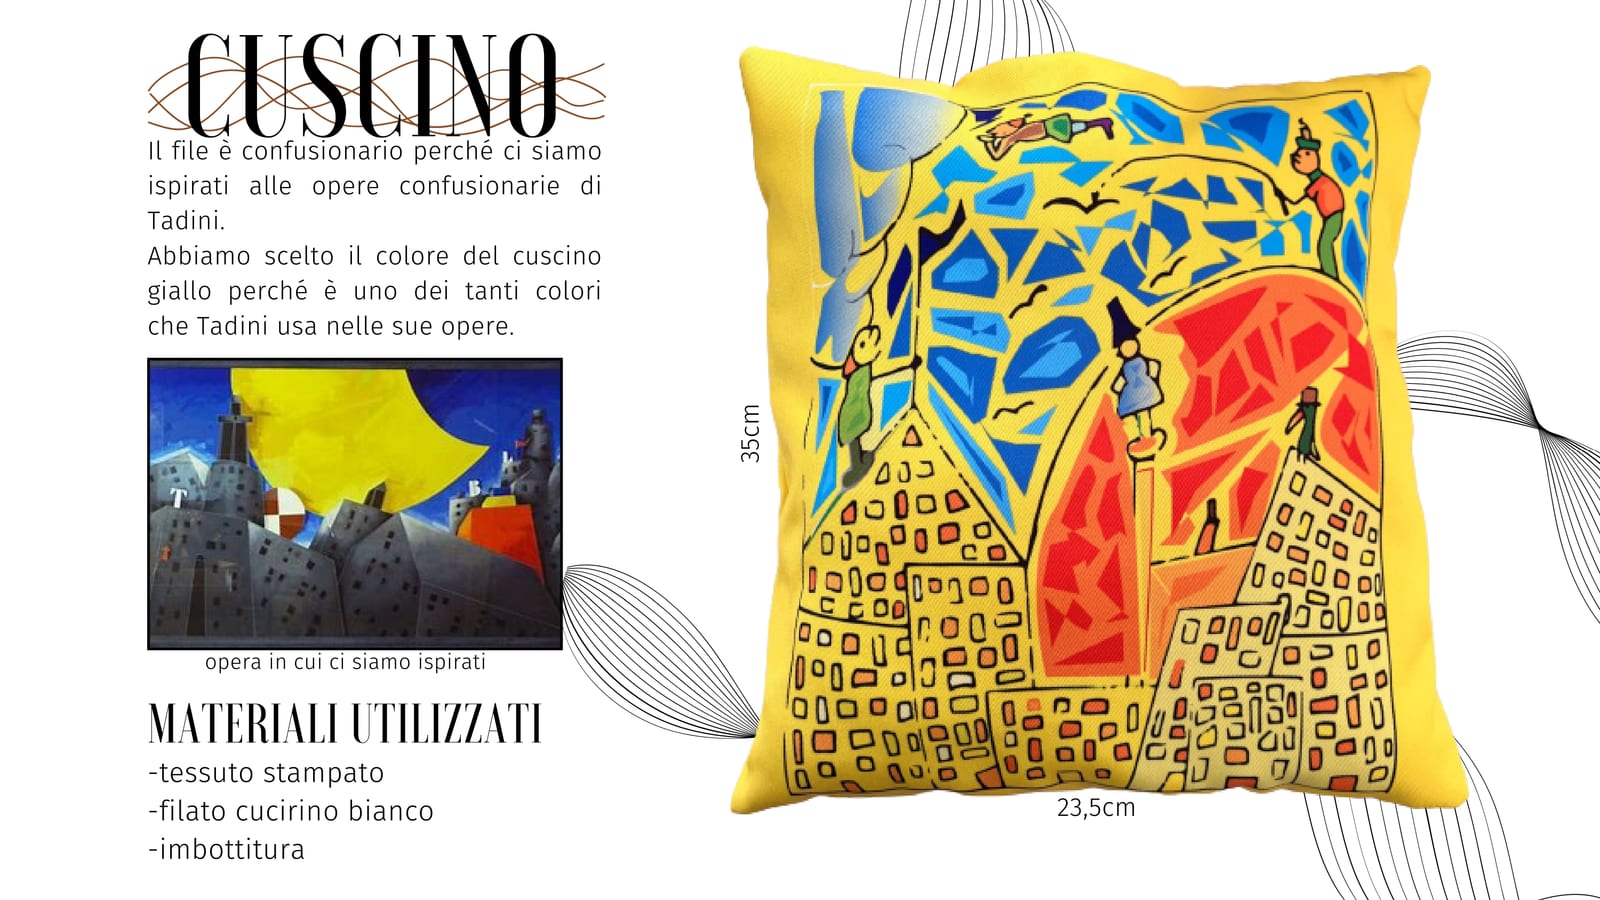 CUSCINO
Il file è confusionario perché ci siamo
ispirati alle opere confusionarie di
Tadini.
Abbiamo scelto il colore del cuscino
giallo perché è uno dei tanti colori
che Tadini usa nelle sue opere.
T
B
opera in cui ci siamo ispirati
MATERIALI UTILIZZATI
-tessuto stampato
-filato cucirino bianco
-imbottitura
35cm
23,5cm